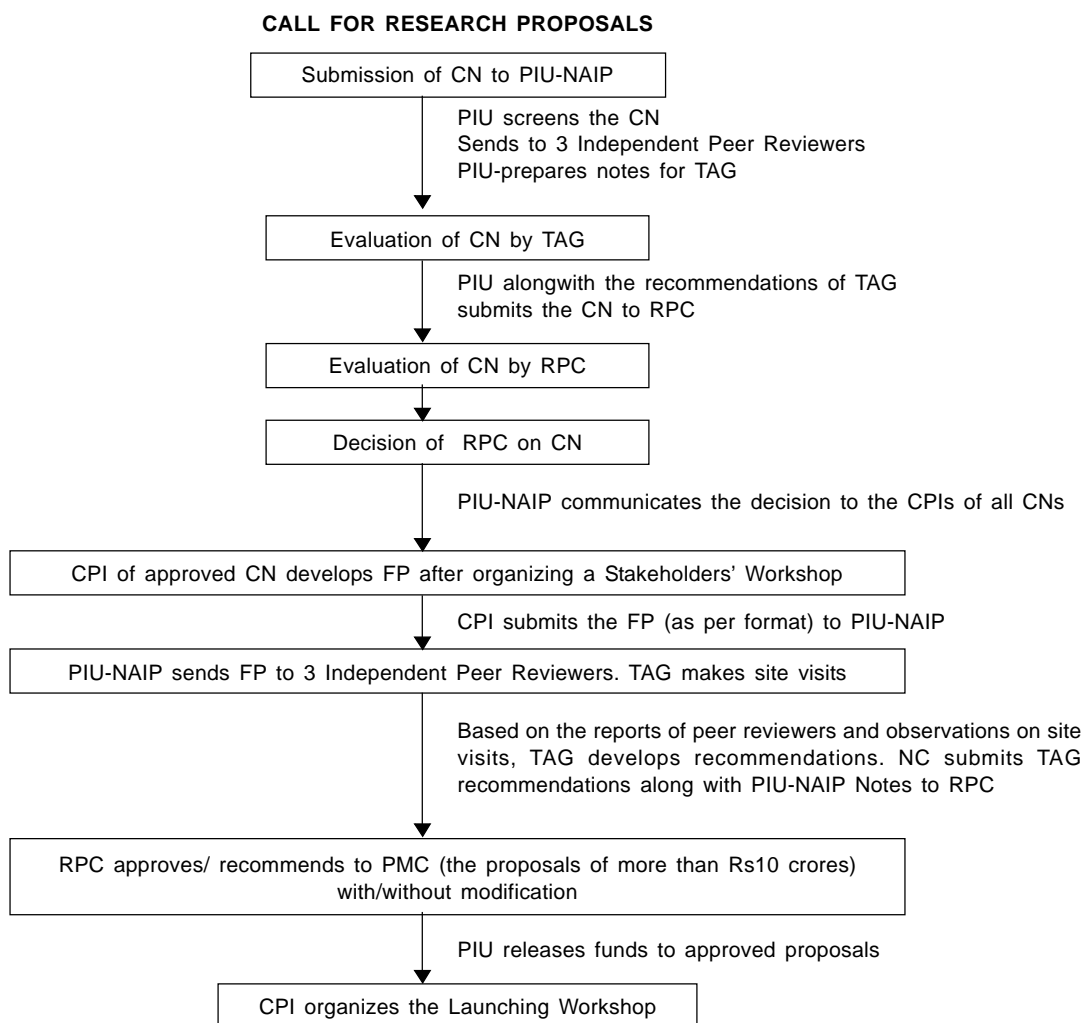 CALL FOR RESEARCH PROPOSALS
Submission of CN to PIU-NAIP
PIU screens the CN
Sends to 3 Independent Peer Reviewers
PIU-prepares notes for TAG
Evaluation of CN by TAG
PIU alongwith the recommendations of TAG
submits the CN to RPC
Evaluation of CN by RPC
Decision of RPC on CN
PIU-NAIP communicates the decision to the CPIs of all CNs
CPI of approved CN develops FP after organizing a Stakeholders' Workshop
CPI submits the FP (as per format) to PIU-NAIP
PIU-NAIP sends FP to 3 Independent Peer Reviewers. TAG makes site visits
Based on the reports of peer reviewers and observations on site
visits, TAG develops recommendations. NC submits TAG
recommendations along with PIU-NAIP Notes to RPC
RPC approves/ recommends to PMC (the proposals of more than Rs10 crores)
with/without modification
PIU releases funds to approved proposals
CPI organizes the Launching Workshop